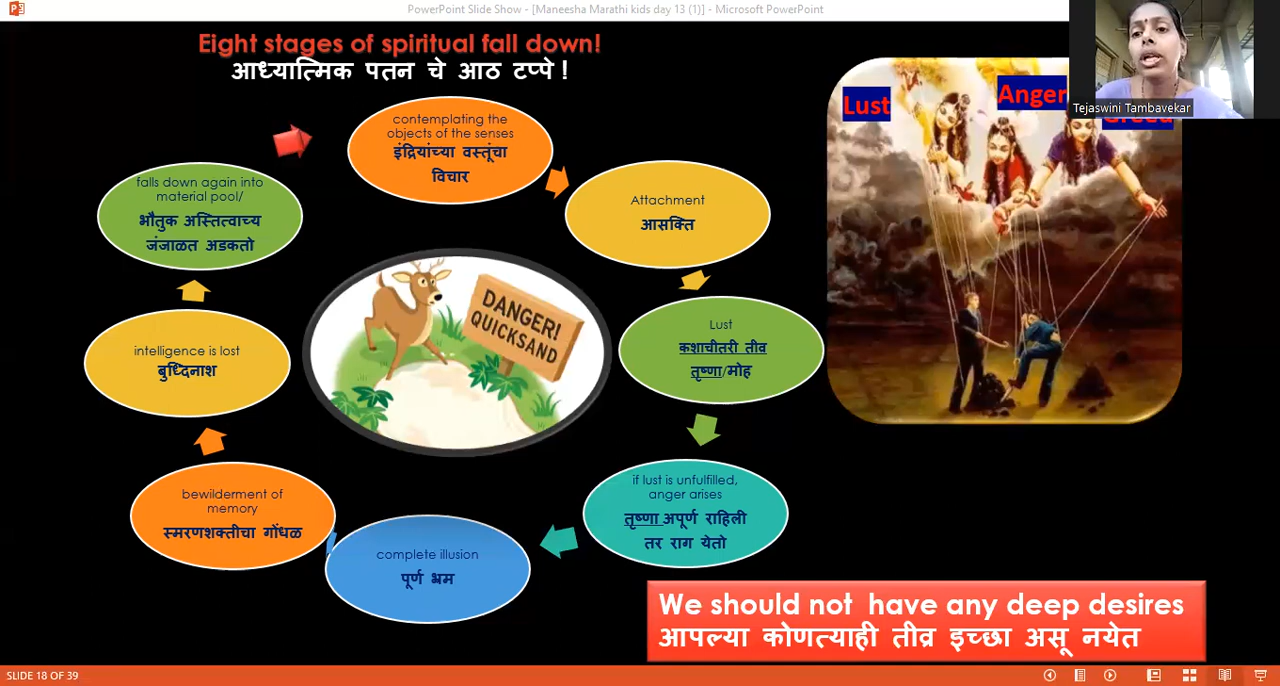 PowerPoint Slide Show - [Maneesha Marathi kids day 13 (1)] - Microsoft PowerPoint
Eight stages of spiritual fall down!
आध्यात्मिक पतन चे आठ टप्पे !
contemplating the
objects of the senses
इंद्रियांच्या वस्तूंचा
विचार
Attachment
आसक्ति
Lust
कशाचीतरी तीव
तृष्णा/मोह
if lust is unfulfilled,
anger arises
तृष्णा अपूर्ण राहिली
तर राग येतो
complete illusion
पूर्ण भ्रम
bewilderment of
memory
स्मरणशक्तीचा गोंधळ
intelligence is lost
बुध्दिनाश
falls down again into
material pool/
भौतुक अस्तित्वाच्य
जंजाळत अडकतो
DANGER!
QUICKSAND
Lust
Anger
Greed
Tejaswini Tambavekar
We should not have any deep desires
आपल्या कोणत्याही तीव्र इच्छा असू नयेत
SLIDE 18 OF 39